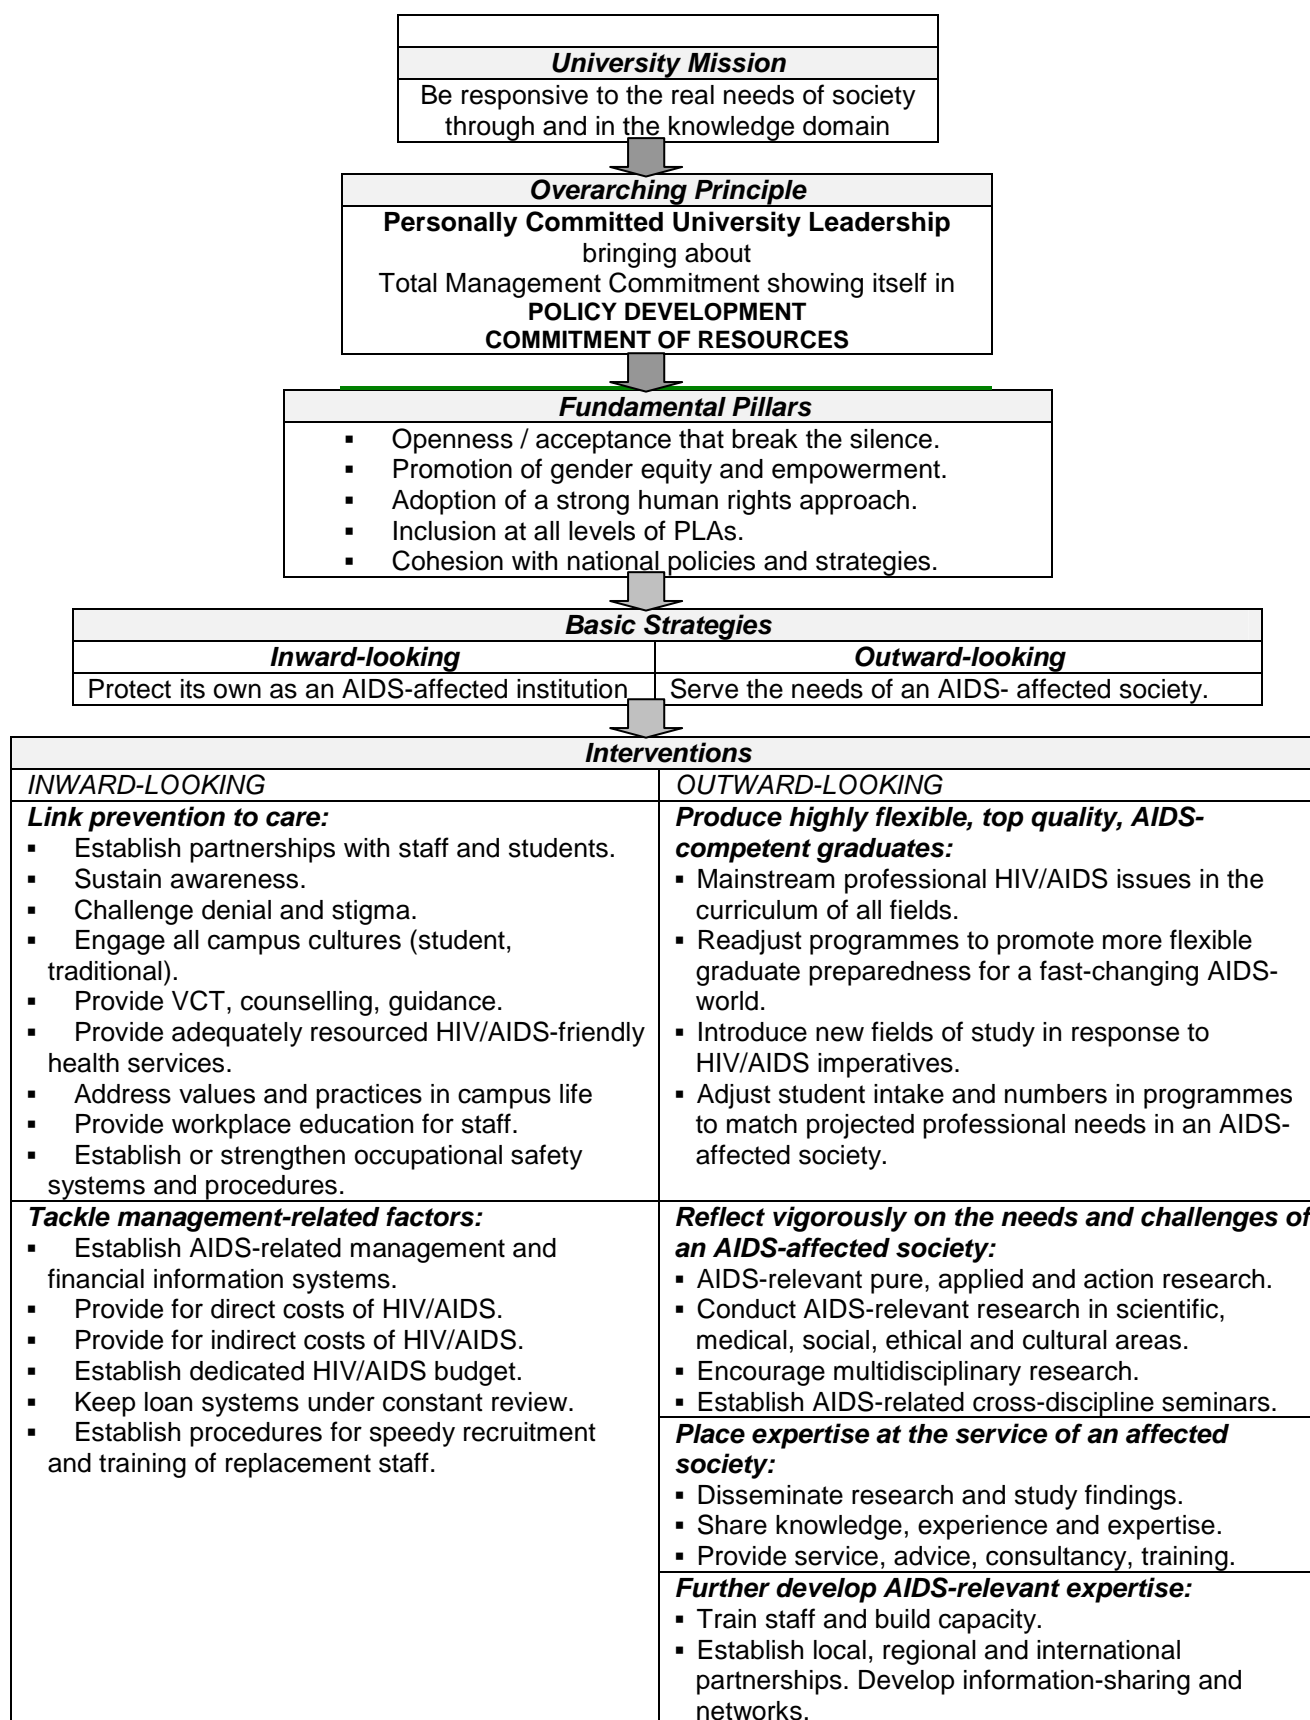 University Mission
Be responsive to the real needs of society
through and in the knowledge domain
Overarching Principle
Personally Committed University Leadership
bringing about
Total Management Commitment showing itself in
POLICY DEVELOPMENT
COMMITMENT OF RESOURCES
Fundamental Pillars
▪ Openness / acceptance that break the silence.
▪ Promotion of gender equity and empowerment.
▪ Adoption of a strong human rights approach.
▪ Inclusion at all levels of PLAs.
▪ Cohesion with national policies and strategies.
Basic Strategies
Inward-looking
Protect its own as an AIDS-affected institution
Outward-looking
Serve the needs of an AIDS- affected society.
Interventions
INWARD-LOOKING
Link prevention to care:
▪ Establish partnerships with staff and students.
▪ Sustain awareness.
▪ Challenge denial and stigma.
▪ Engage all campus cultures (student,
traditional).
▪ Provide VCT, counselling, guidance.
▪ Provide adequately resourced HIV/AIDS-friendly
health services.
▪ Address values and practices in campus life
▪ Provide workplace education for staff.
▪ Establish or strengthen occupational safety
systems and procedures.
Tackle management-related factors:
▪ Establish AIDS-related management and
financial information systems.
▪ Provide for direct costs of HIV/AIDS.
▪ Provide for indirect costs of HIV/AIDS.
▪ Establish dedicated HIV/AIDS budget.
▪ Keep loan systems under constant review.
▪ Establish procedures for speedy recruitment
and training of replacement staff.
OUTWARD-LOOKING
Produce highly flexible, top quality, AIDS-
competent graduates:
▪ Mainstream professional HIV/AIDS issues in the
curriculum of all fields.
▪ Readjust programmes to promote more flexible
graduate preparedness for a fast-changing AIDS-
world.
▪ Introduce new fields of study in response to
HIV/AIDS imperatives.
▪ Adjust student intake and numbers in programmes
to match projected professional needs in an AIDS-
affected society.
Reflect vigorously on the needs and challenges of
an AIDS-affected society:
▪ AIDS-relevant pure, applied and action research.
▪ Conduct AIDS-relevant research in scientific,
medical, social, ethical and cultural areas.
▪ Encourage multidisciplinary research.
▪ Establish AIDS-related cross-discipline seminars.
Place expertise at the service of an affected
society:
▪ Disseminate research and study findings.
▪ Share knowledge, experience and expertise.
▪ Provide service, advice, consultancy, training.
Further develop AIDS-relevant expertise:
▪ Train staff and build capacity.
▪ Establish local, regional and international
partnerships. Develop information-sharing and
networks.